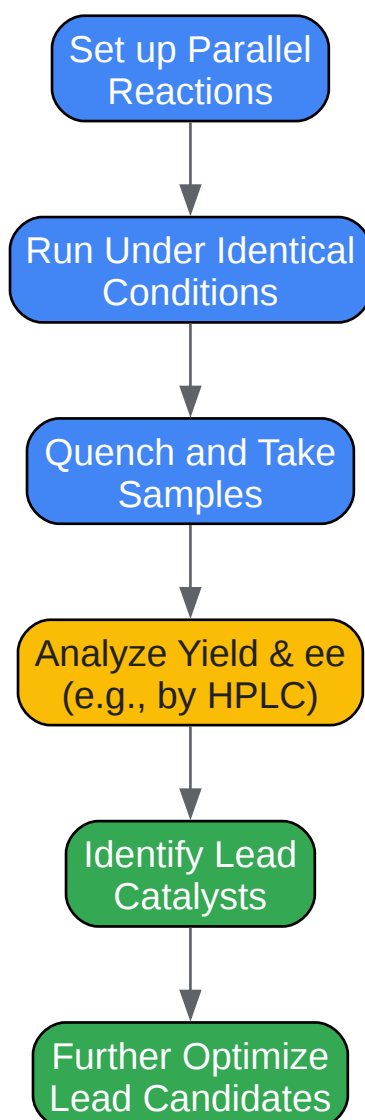 Set up Parallel
Reactions
Run Under Identical
Conditions
Quench and Take
Samples
Analyze Yield & ee
(e.g., by HPLC)
Identify Lead
Catalysts
Further Optimize
Lead Candidates